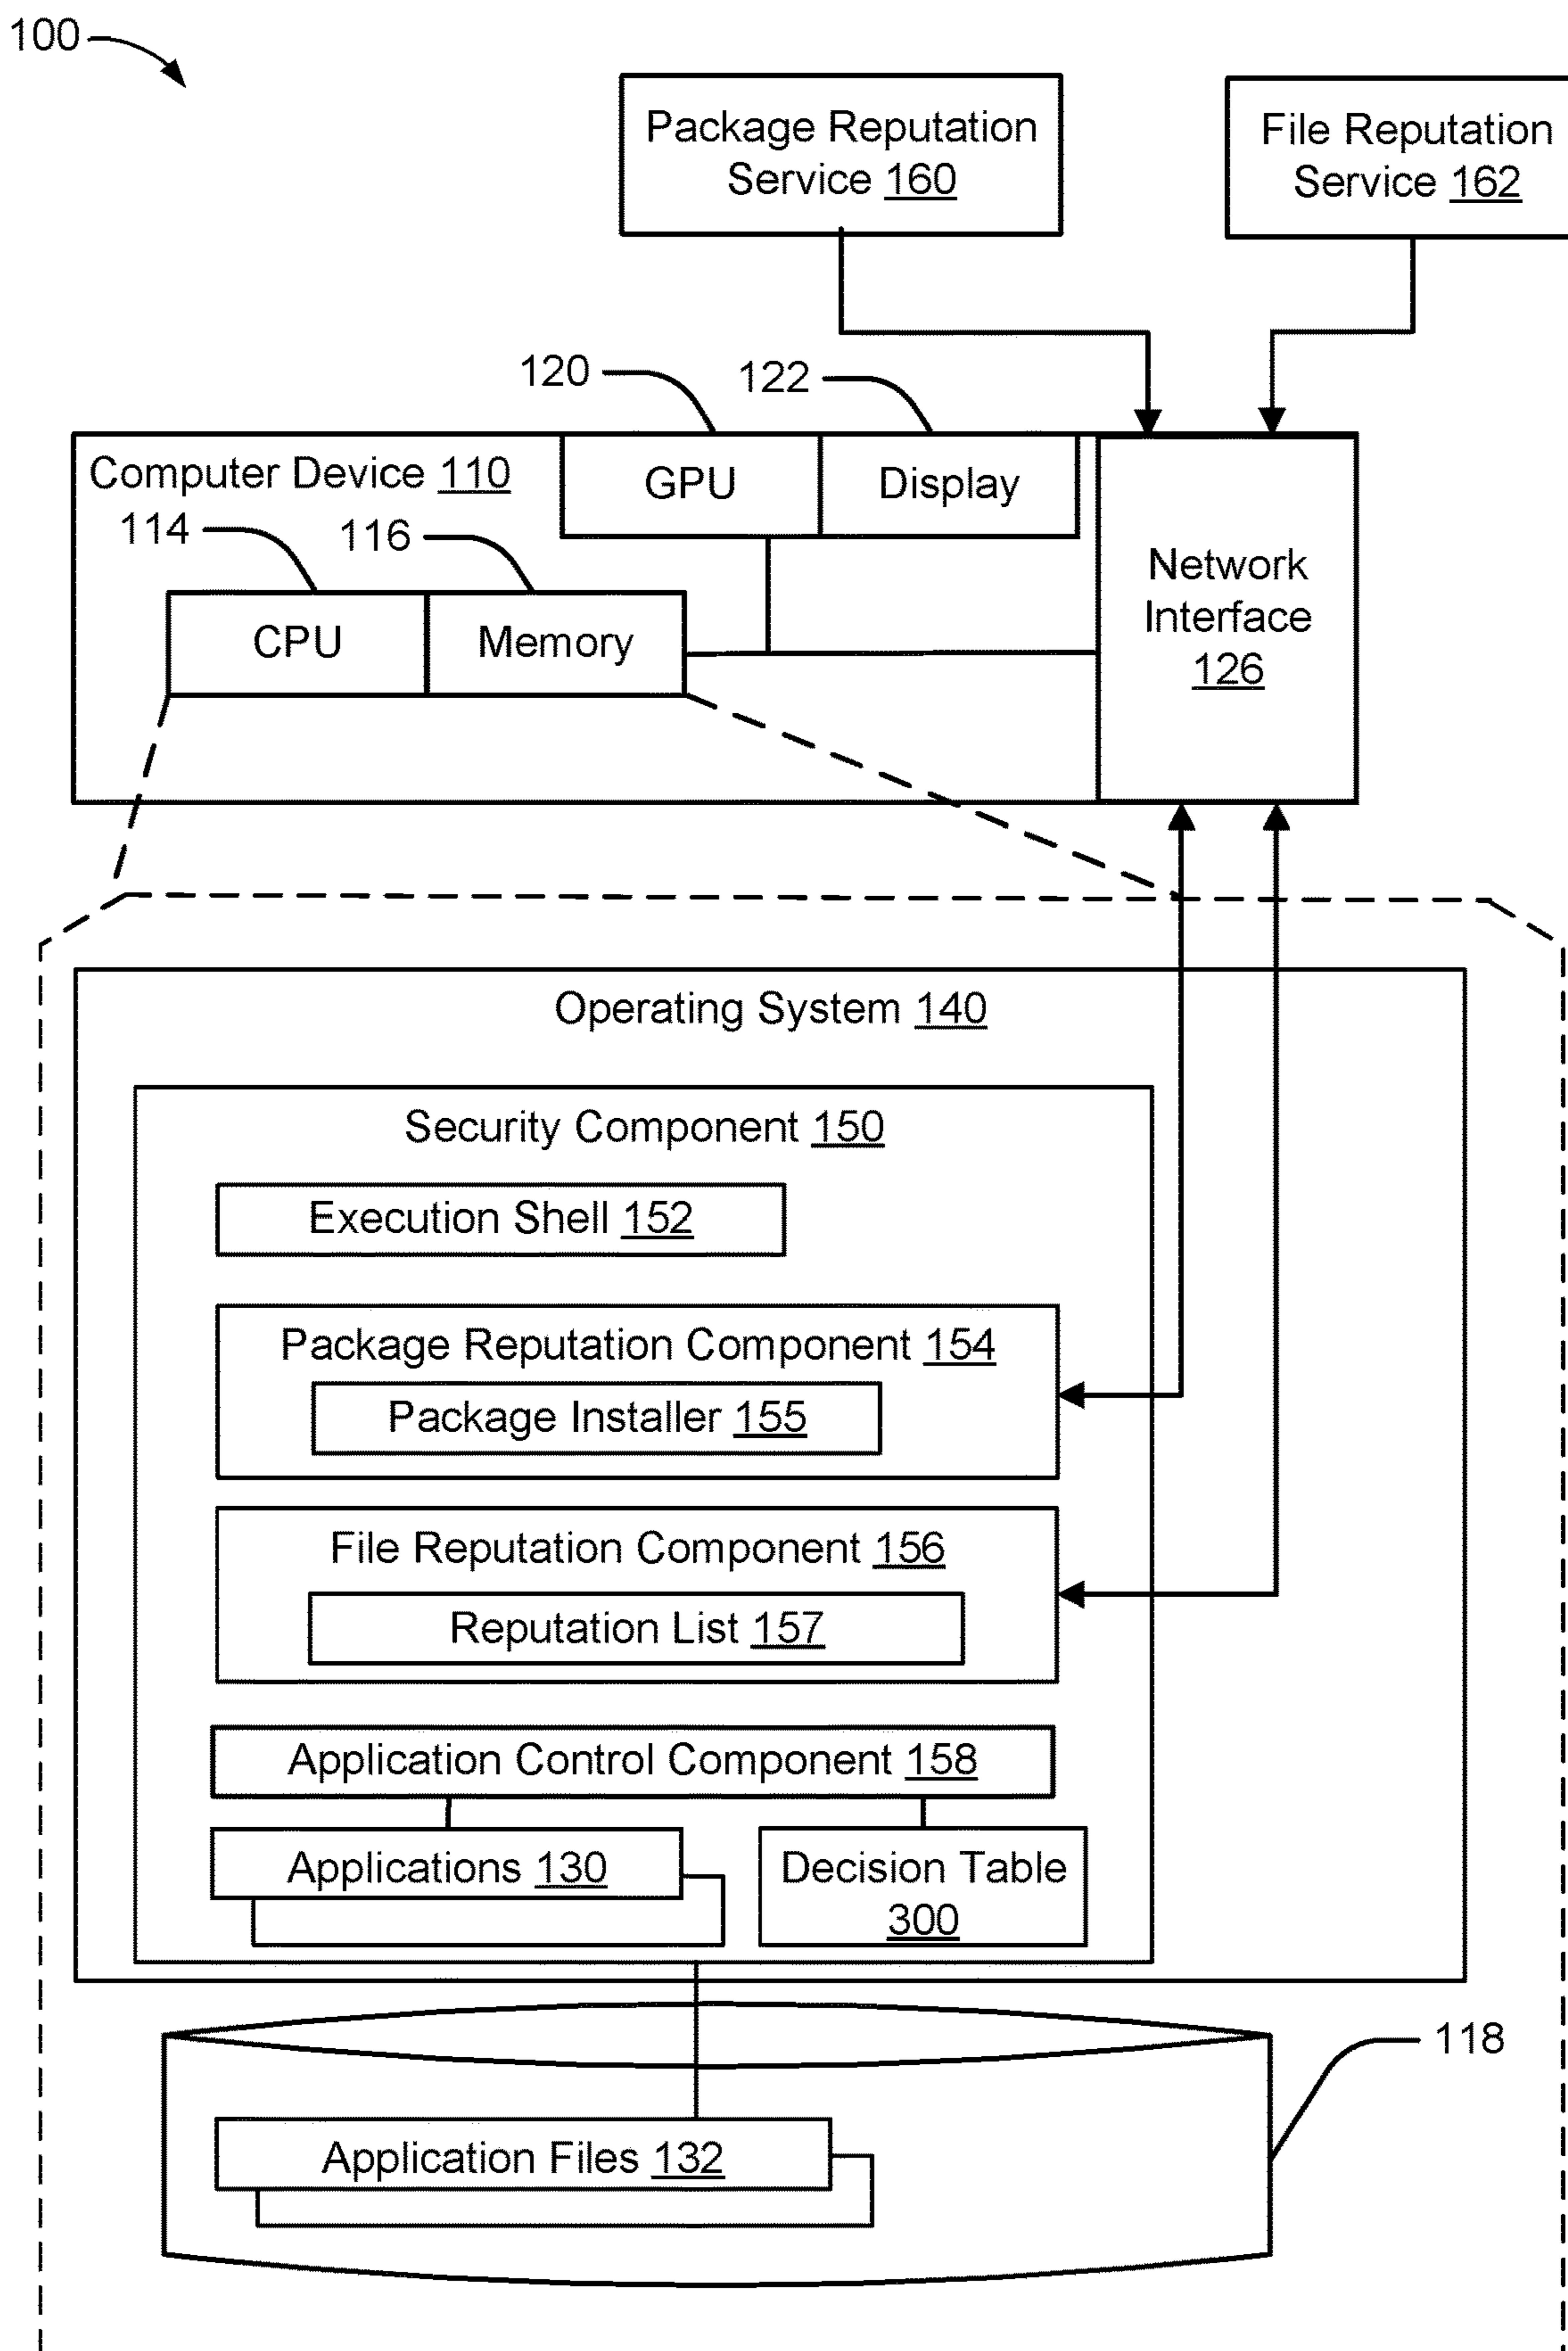 100
Package Reputation
Service 160
File Reputation
Service 162
120
122
Computer Device 110
GPU
Display
114
116
CPU
Memory
Network
Interface
126
Operating System 140
Security Component 150
Execution Shell 152
Package Reputation Component 154
Package Installer 155
File Reputation Component 156
Reputation List 157
Application Control Component 158
Applications 130
Decision Table
300
118
Application Files 132